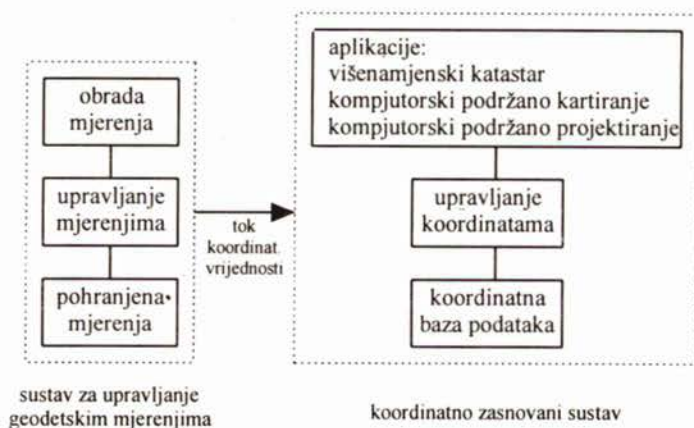 obrada
mjerenja
upravljanje
mjerenjima
pohranjena
mjerenja
sustav za upravljanje
geodetskim mjerenjima
tok
koordinat.
vrijednosti
aplikacije:
višenamjenski katastar
kompjutorski podržano kartiranje
kompjutorski podržano projektiranje
upravljanje
koordinatama
koordinatna
baza podataka
koordinatno zasnovani sustav